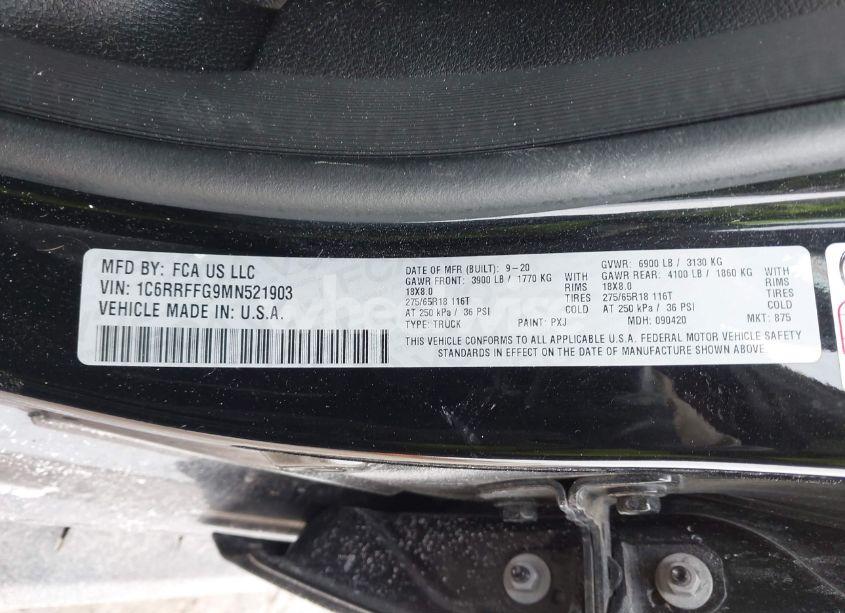 MFD BY: FCA US LLC
VIN: 1C6RRFFG9MN521903
VEHICLE MADE IN: U.S.A.
DATE OF MFR (BUILT): 9-20
GAWR FRONT: 3900 LB / 1770 KG WITH
18X8.0 RIMS
275/65R18 116T TIRES
AT 250 kPa / 36 PSI COLD
TYPE: TRUCK PAINT: PXJ
GVWR: 6900 LB / 3130 KG
GAWR REAR: 4100 LB / 1860 KG WITH
18X8.0 RIMS
275/65R18 116T TIRES
AT 250 kPa / 36 PSI COLD
MDH: 090420 MKT: 875
THIS VEHICLE CONFORMS TO ALL APPLICABLE U.S.A. FEDERAL MOTOR VEHICLE SAFETY
STANDARDS IN EFFECT ON THE DATE OF MANUFACTURE SHOWN ABOVE.